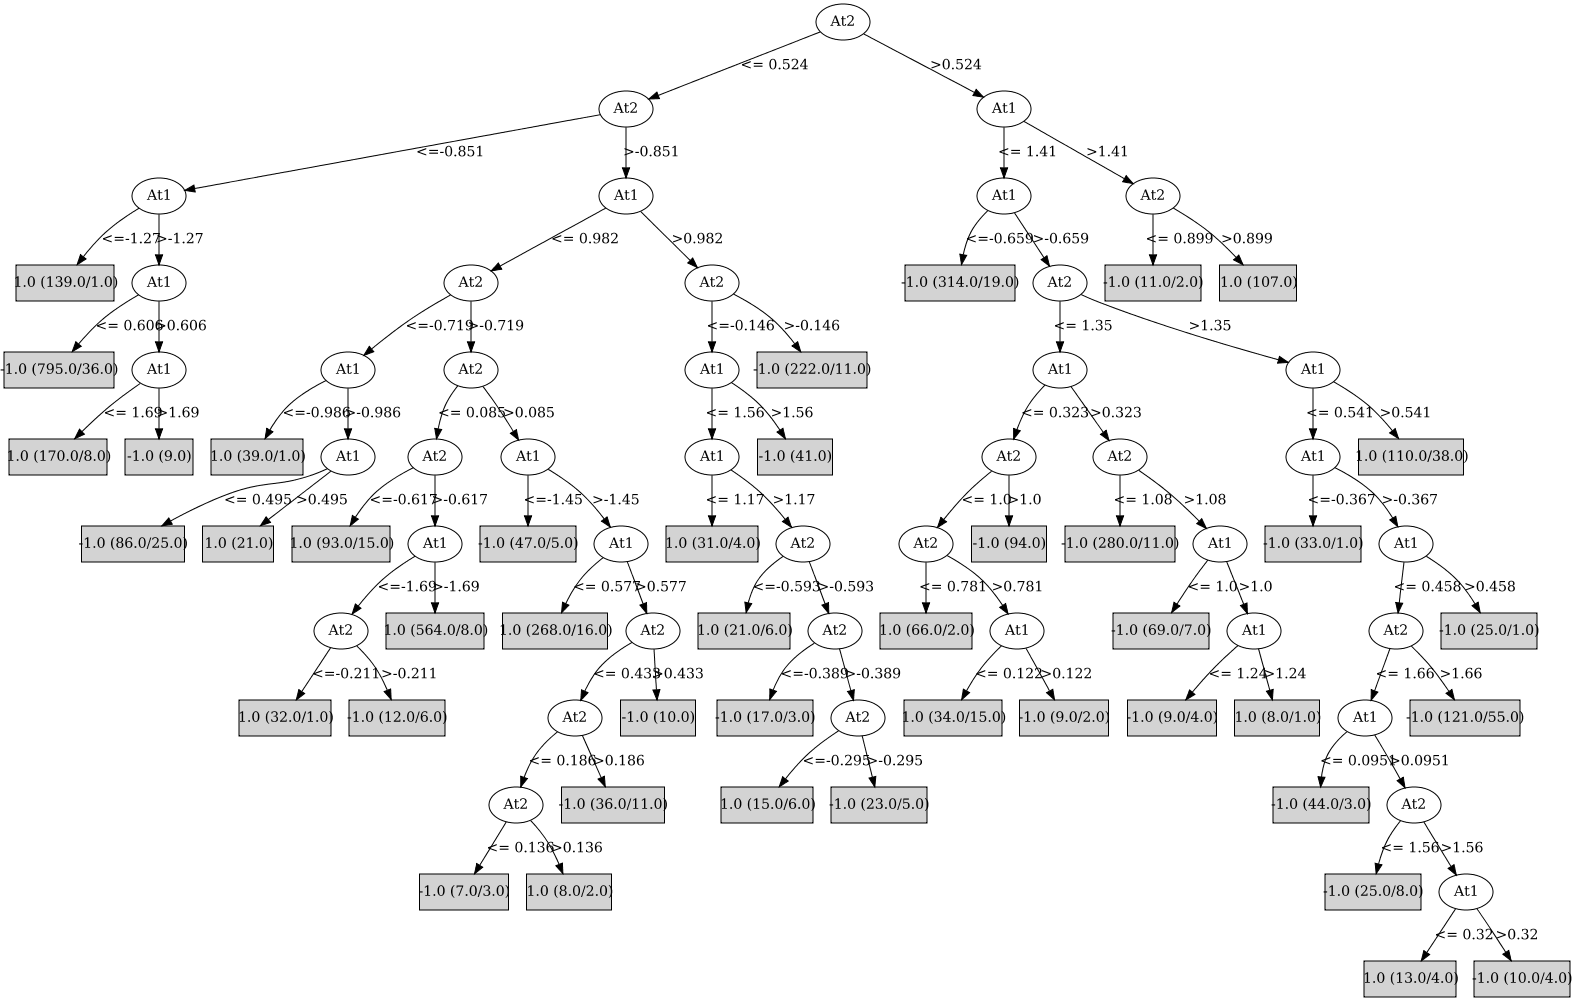 At2
<= 0.524 >0.524
At2 At1
<=-0.851 >-0.851 <= 1.41 >1.41
At1 At1 At1 At2
<=-1.27 >-1.27 <= 0.982 >0.982 <=-0.659 >-0.659 <= 0.899 >0.899
1.0 (139.0/1.0) At1 At2 At2 -1.0 (314.0/19.0) At2 -1.0 (11.0/2.0) 1.0 (107.0)
<= 0.606 >0.606 <=-0.719 >-0.719 <=-0.146 >-0.146 <= 1.35 >1.35
-1.0 (795.0/36.0) At1 At1 At2 At1 -1.0 (222.0/11.0) At1 At1
<= 1.69 >1.69 <=-0.986 >-0.986 <= 0.085 >0.085 <= 1.56 >1.56 <= 0.323 >0.323 <= 0.541 >0.541
1.0 (170.0/8.0) -1.0 (9.0) 1.0 (39.0/1.0) At1 At2 At1 At1 -1.0 (41.0) At2 At2 At1 1.0 (110.0/38.0)
<= 0.495 >0.495 <=-0.617 >-0.617 <=-1.45 >-1.45 <= 1.17 >1.17 <= 1.0 >1.0 <= 1.08 >1.08 <=-0.367 >-0.367
-1.0 (86.0/25.0) 1.0 (21.0) 1.0 (93.0/15.0) At1 -1.0 (47.0/5.0) At1 1.0 (31.0/4.0) At2 At2 -1.0 (94.0) -1.0 (280.0/11.0) At1 -1.0 (33.0/1.0) At1
<=-1.69 >-1.69 <= 0.577 >0.577 <=-0.593 >-0.593 <= 0.781 >0.781 <= 1.0 >1.0 <= 0.458 >0.458
At2 1.0 (564.0/8.0) 1.0 (268.0/16.0) At2 1.0 (21.0/6.0) At2 1.0 (66.0/2.0) At1 -1.0 (69.0/7.0) At1 At2 -1.0 (25.0/1.0)
<=-0.211 >-0.211 <= 0.433 >0.433 <=-0.389 >-0.389 <= 0.122 >0.122 <= 1.24 >1.24 <= 1.66 >1.66
1.0 (32.0/1.0) -1.0 (12.0/6.0) At2 -1.0 (10.0) -1.0 (17.0/3.0) At2 1.0 (34.0/15.0) -1.0 (9.0/2.0) -1.0 (9.0/4.0) 1.0 (8.0/1.0) At1 -1.0 (121.0/55.0)
<= 0.186 >0.186 <=-0.295 >-0.295 <= 0.0951 >0.0951
At2 -1.0 (36.0/11.0) 1.0 (15.0/6.0) -1.0 (23.0/5.0) -1.0 (44.0/3.0) At2
<= 0.136 >0.136 <= 1.56 >1.56
-1.0 (7.0/3.0) 1.0 (8.0/2.0) -1.0 (25.0/8.0) At1
<= 0.32 >0.32
1.0 (13.0/4.0) -1.0 (10.0/4.0)